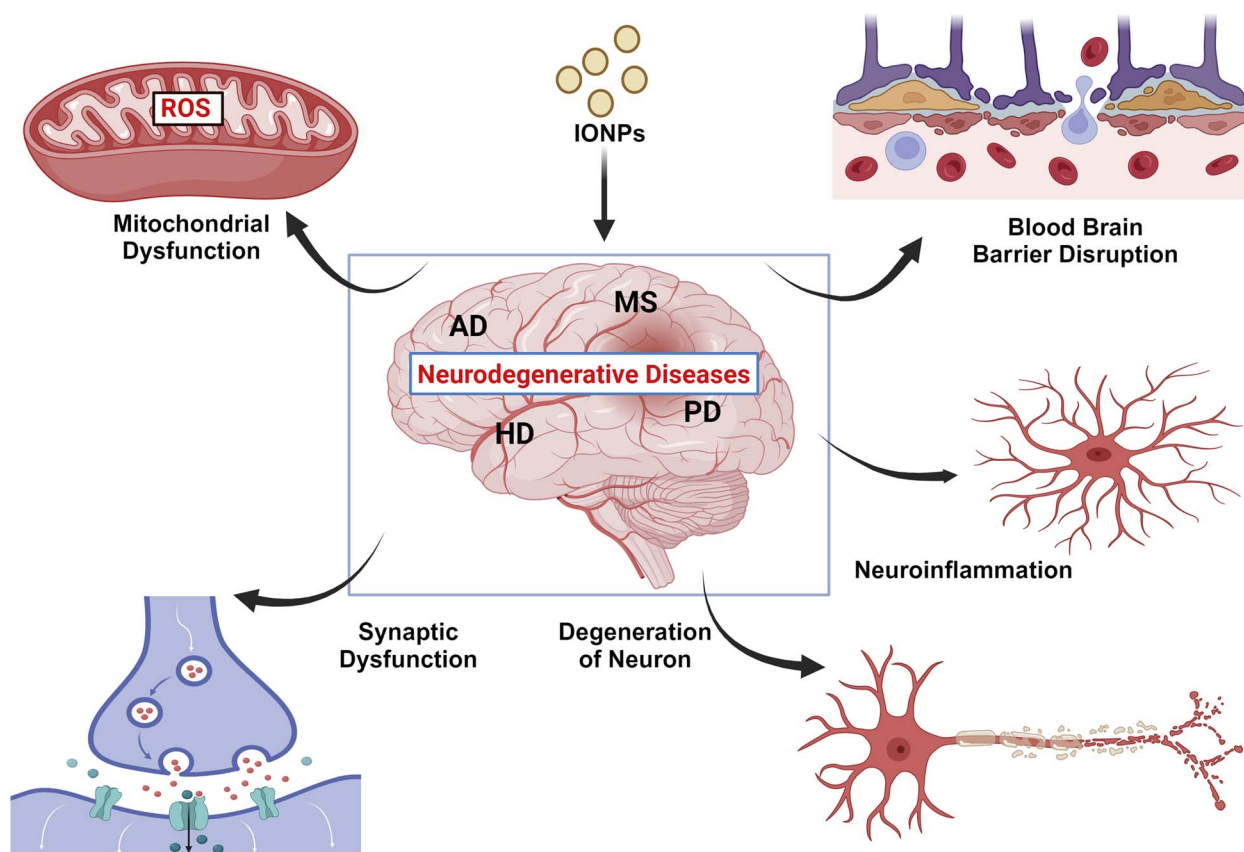 ROS
IONPs
Mitochondrial
Dysfunction
Blood Brain
Barrier Disruption
AD
MS
Neurodegenerative Diseases
HD
PD
Neuroinflammation
Synaptic
Dysfunction
Degeneration
of Neuron